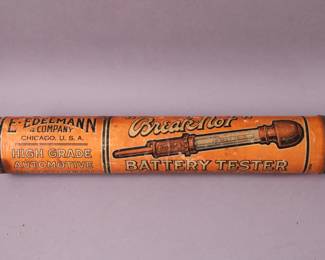 E·EDELMANN
& COMPANY
CHICAGO, U.S.A.
HIGH GRADE
AUTOMOTIVE
Break-Not
BATTERY TESTER